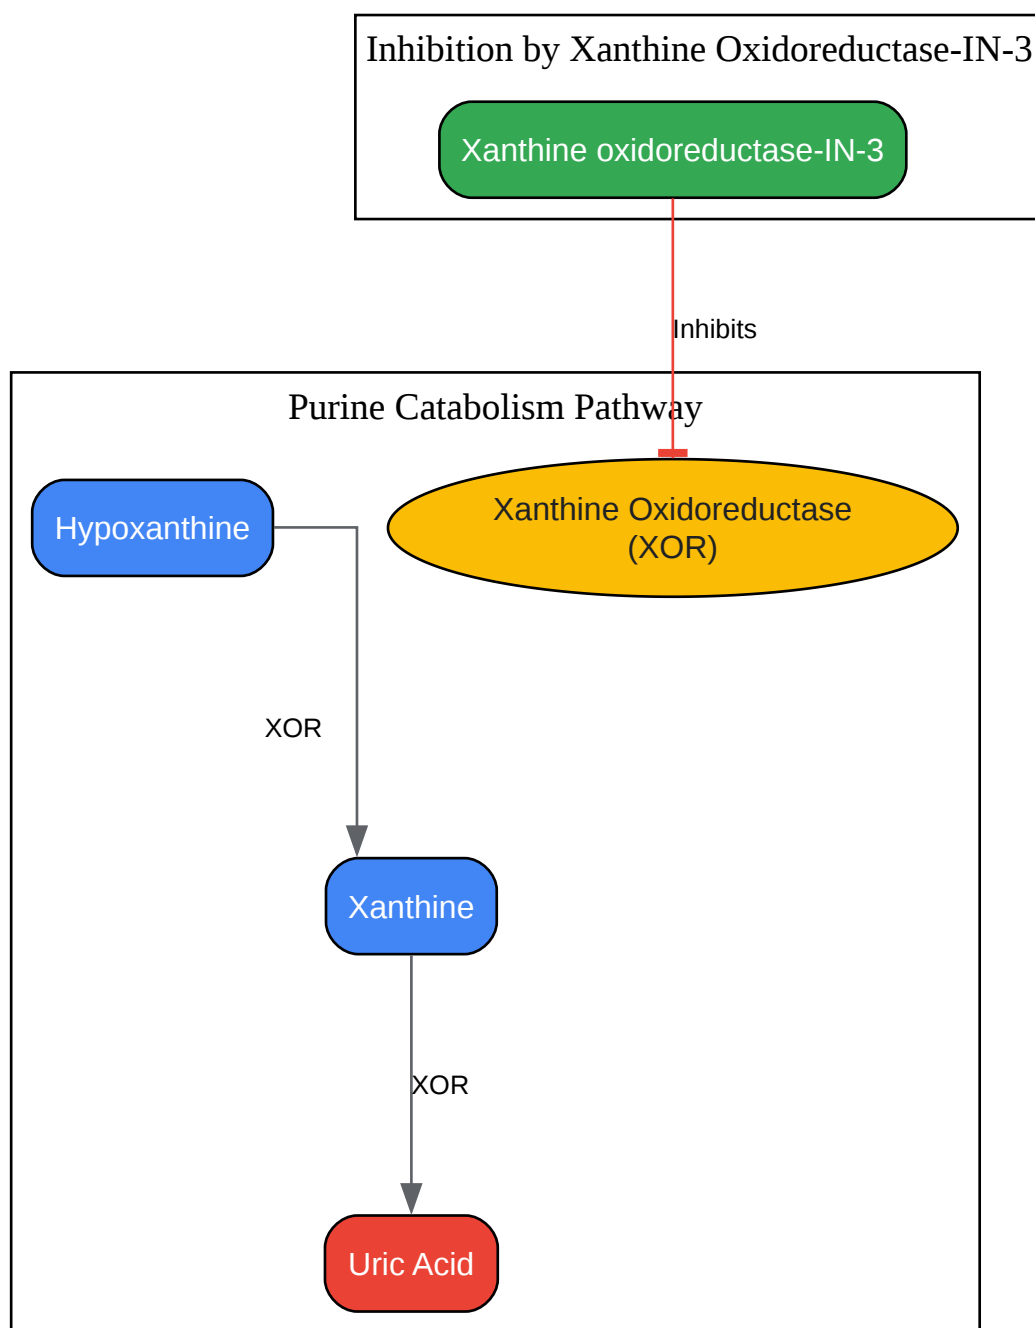 Inhibition by Xanthine Oxidoreductase-IN-3
Xanthine oxidoreductase-IN-3
Inhibits
Purine Catabolism Pathway
Hypoxanthine
Xanthine Oxidoreductase
(XOR)
XOR
Xanthine
XOR
Uric Acid